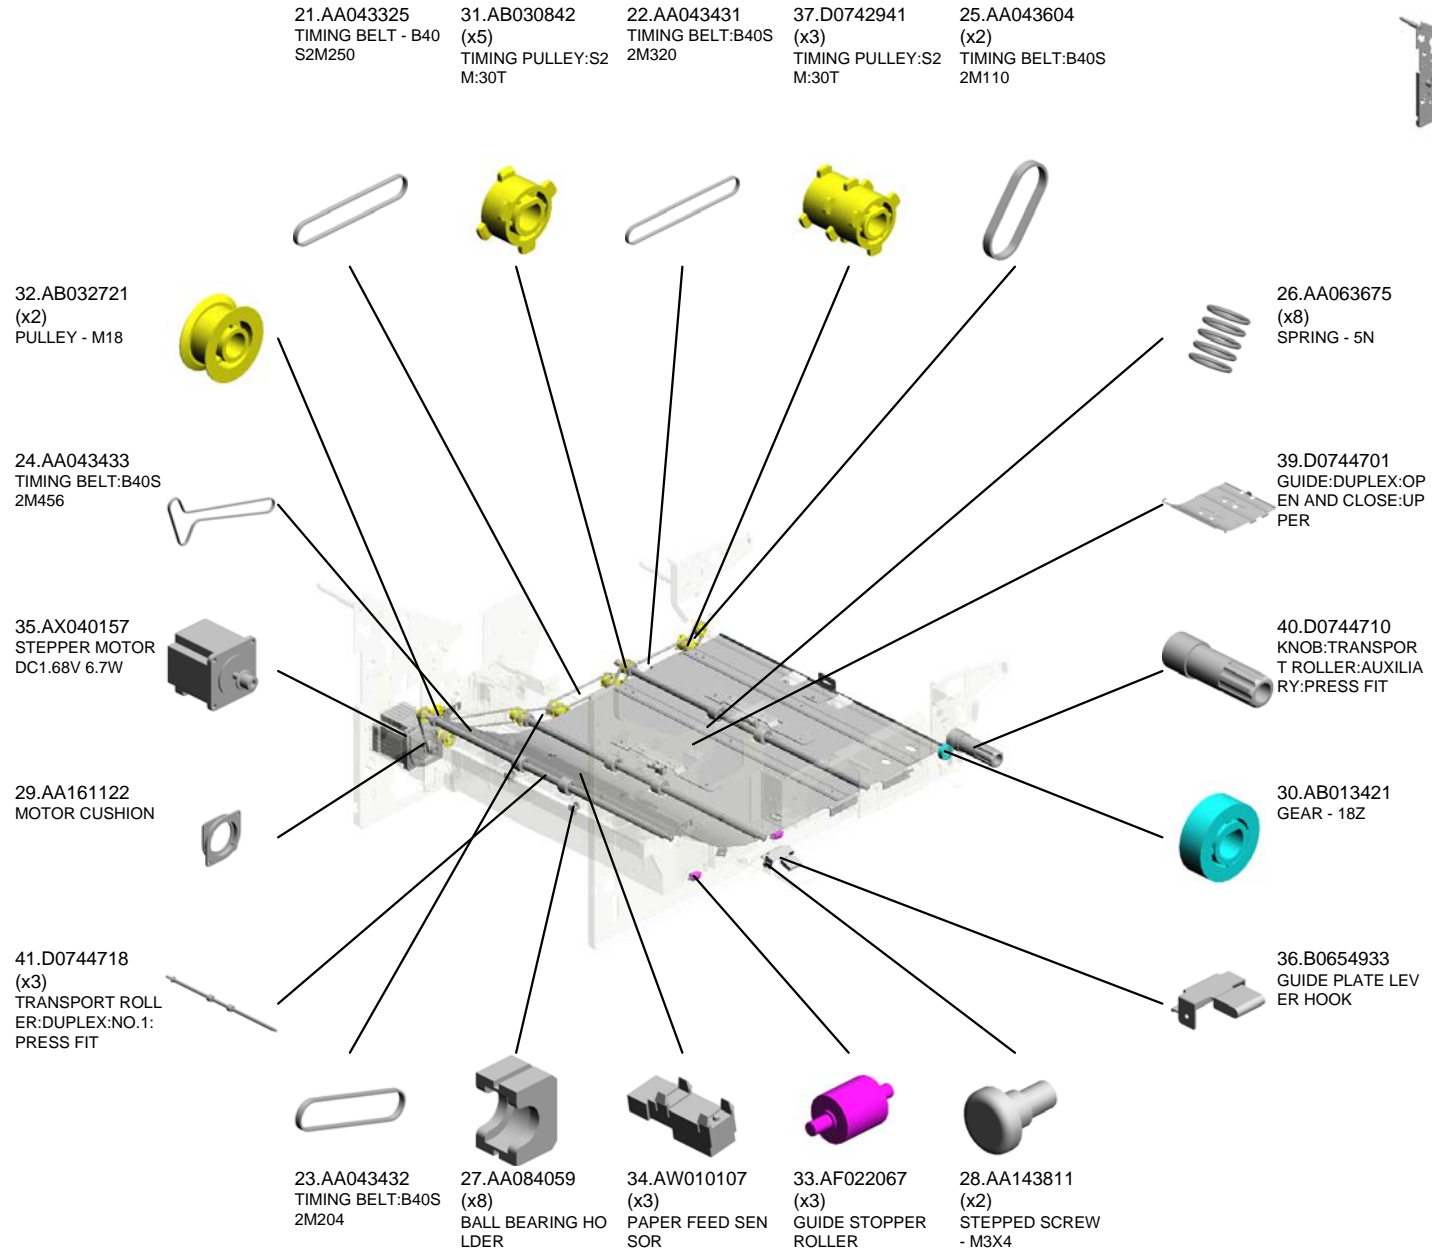 21.AA043325
TIMING BELT - B40
S2M250
31.AB030842
(x5)
TIMING PULLEY:S2
M:30T
22.AA043431
TIMING BELT:B40S
2M320
37.D0742941
(x3)
TIMING PULLEY:S2
M:30T
25.AA043604
(x2)
TIMING BELT:B40S
2M110
32.AB032721
(x2)
PULLEY - M18
26.AA063675
(x8)
SPRING - 5N
24.AA043433
TIMING BELT:B40S
2M456
39.D0744701
GUIDE:DUPLEX:OP
EN AND CLOSE:UP
PER
35.AX040157
STEPPER MOTOR
DC1.68V 6.7W
40.D0744710
KNOB:TRANSPOR
T ROLLER:AUXILIA
RY:PRESS FIT
29.AA161122
MOTOR CUSHION
30.AB013421
GEAR - 18Z
41.D0744718
(x3)
TRANSPORT ROLL
ER:DUPLEX:NO.1:
PRESS FIT
36.B0654933
GUIDE PLATE LEV
ER HOOK
23.AA043432
TIMING BELT:B40S
2M204
27.AA084059
(x8)
BALL BEARING HO
LDER
34.AW010107
(x3)
PAPER FEED SEN
SOR
33.AF022067
(x3)
GUIDE STOPPER
ROLLER
28.AA143811
(x2)
STEPPED SCREW
- M3X4